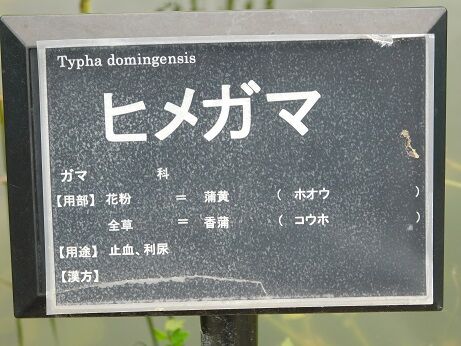 Typha domingensis
ヒメガマ
ガマ 科
【用部】 花粉 = 蒲黄 ( ホオウ )
全草 = 香蒲 ( コウホ )
【用途】 止血、利尿
【漢方】